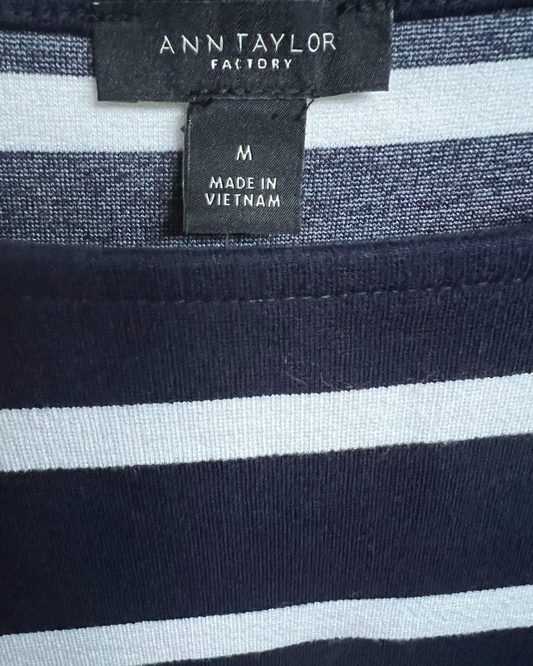 ANN TAYLOR
FACTORY
M
MADE IN
VIETNAM